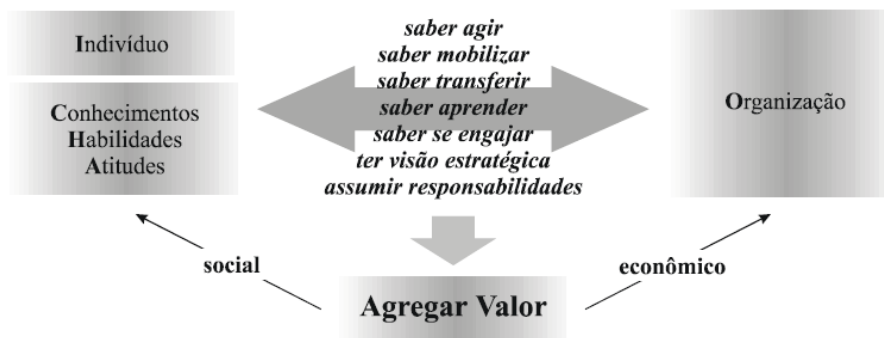 Indivíduo
Conhecimentos
Habilidades
Atitudes
saber agir
saber mobilizar
saber transferir
saber aprender
saber se engajar
ter visão estratégica
assumir responsabilidades
Organização
social
econômico
Agregar Valor